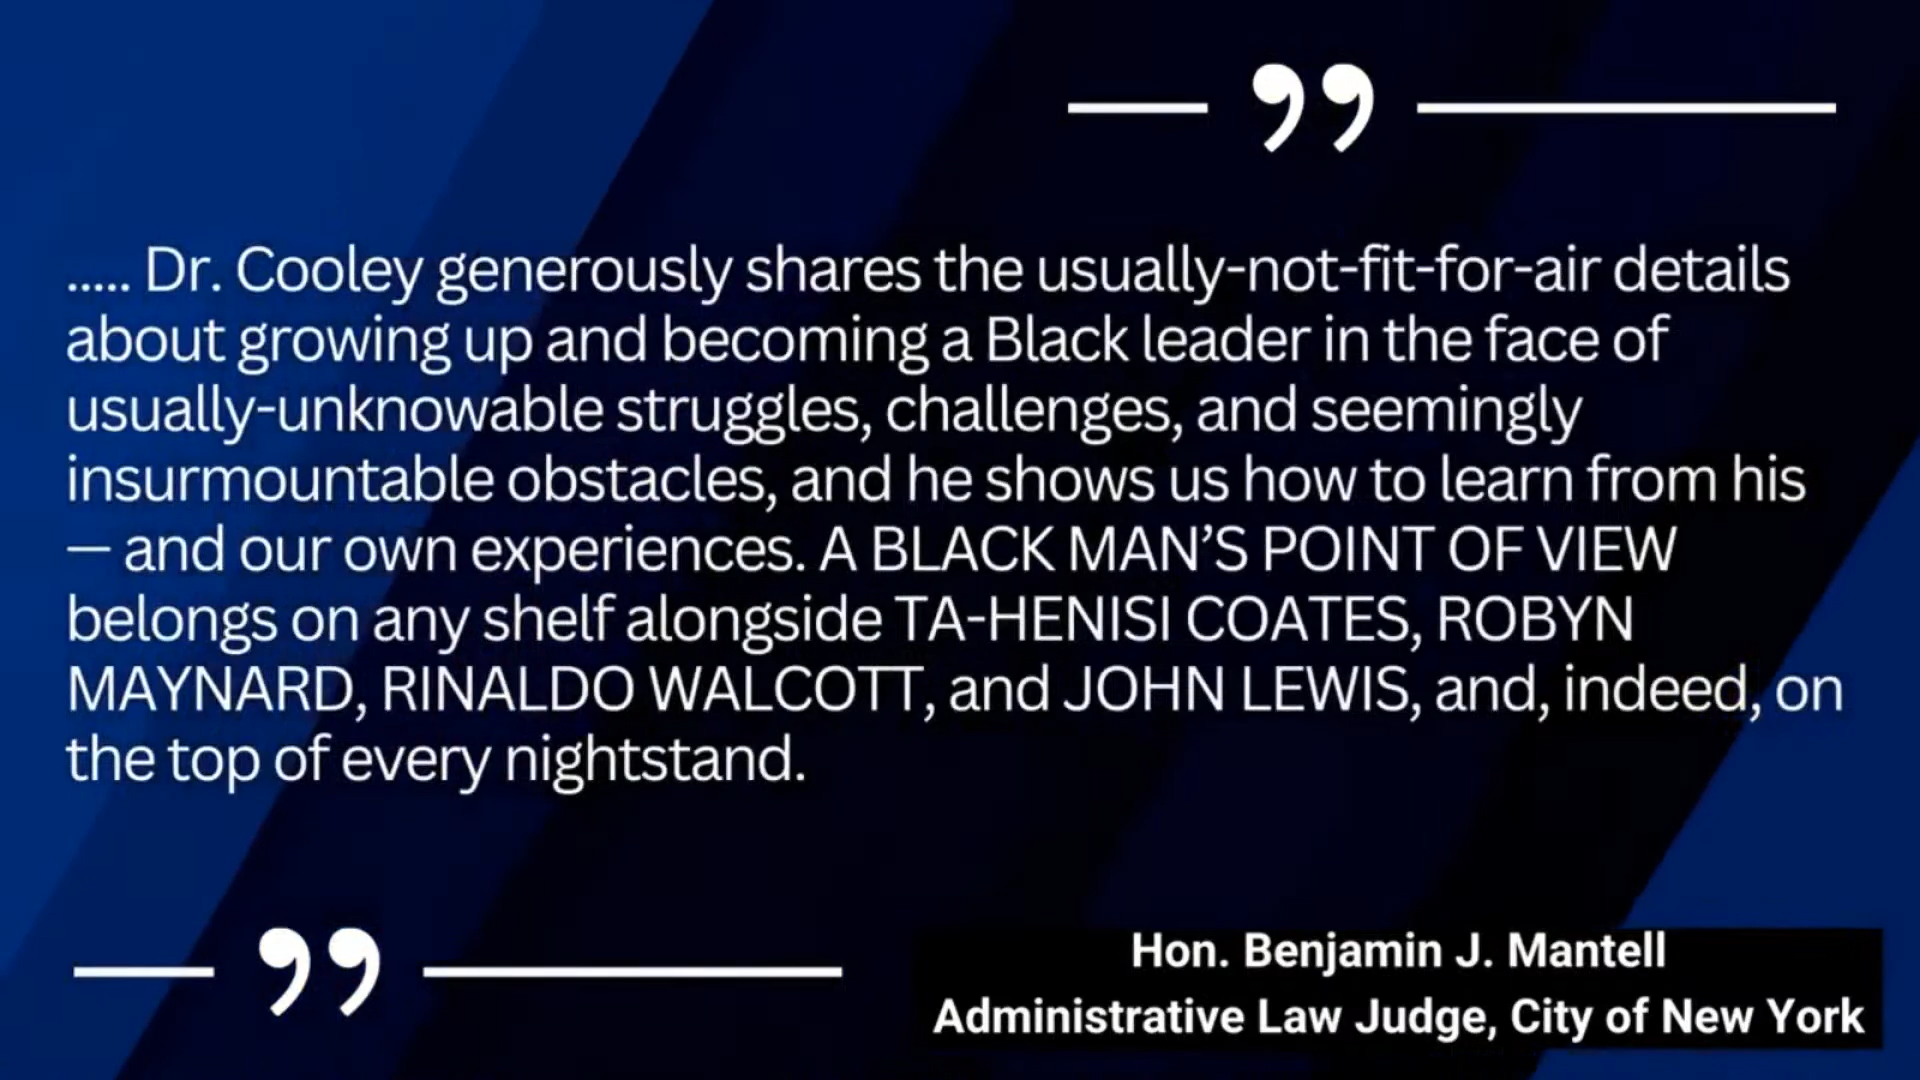 ”
..... Dr. Cooley generously shares the usually-not-fit-for-air details
about growing up and becoming a Black leader in the face of
usually-unknowable struggles, challenges, and seemingly
insurmountable obstacles, and he shows us how to learn from his
— and our own experiences. A BLACK MAN’S POINT OF VIEW
belongs on any shelf alongside TA-HENISI COATES, ROBYN
MAYNARD, RINALDO WALCOTT, and JOHN LEWIS, and, indeed, on
the top of every nightstand.
”
Hon. Benjamin J. Mantell
Administrative Law Judge, City of New York